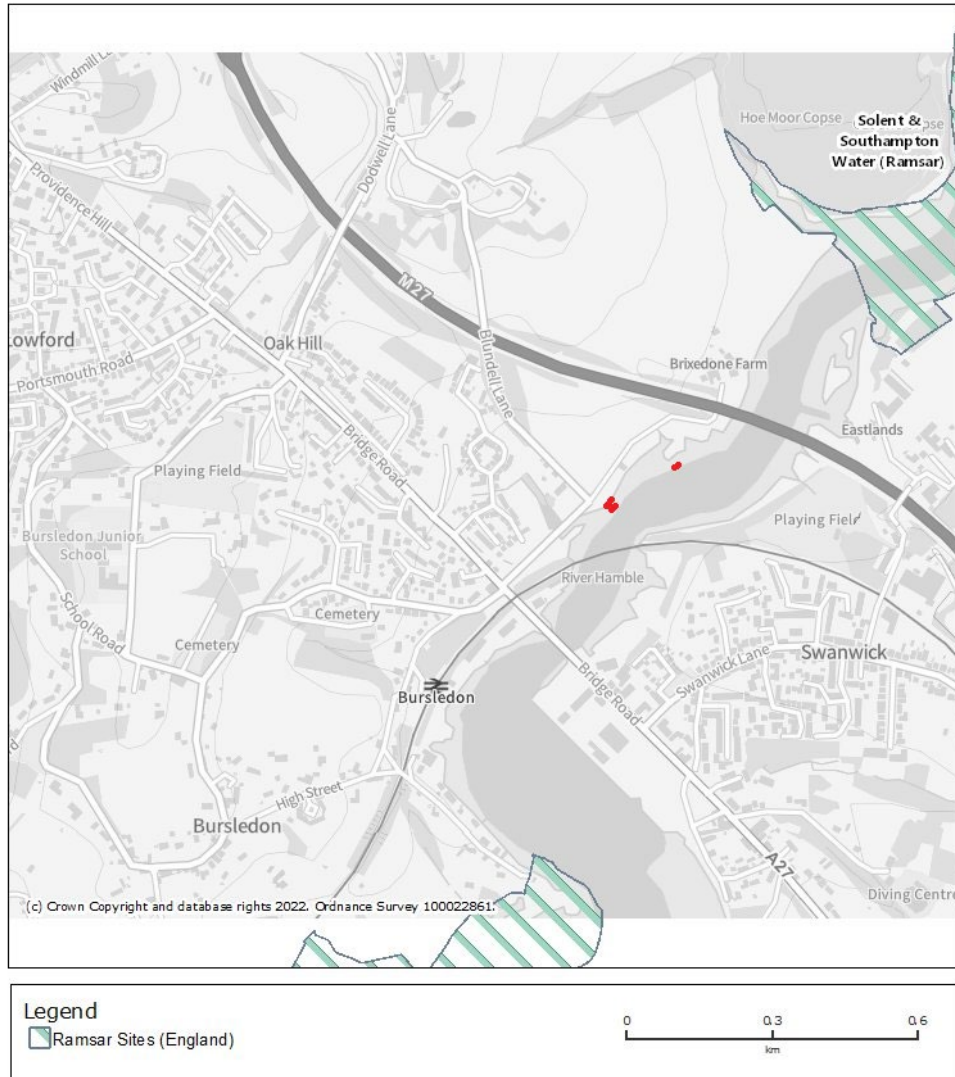 Windmill La
Hoe Moor Copse
Solent &
Southampton
Water (Ramsar)
Dodwell Lane
Providence Hill
M27
Lowford
Oak Hill
Portsmouth Road
Blundell Lane
Brixedone Farm
Eastlands
Bridge Road
Playing Field
Playing Field
Bursledon Junior
School
River Hamble
Cemetery
School Road
Cemetery
Swanwick
Swanwick Lane
Bursledon
Bridge Road
High Street
Bursledon
A27
Diving Centre
(c) Crown Copyright and database rights 2022. Ordnance Survey 100022861.
Legend
Ramsar Sites (England)
0 0.3 0.6
km